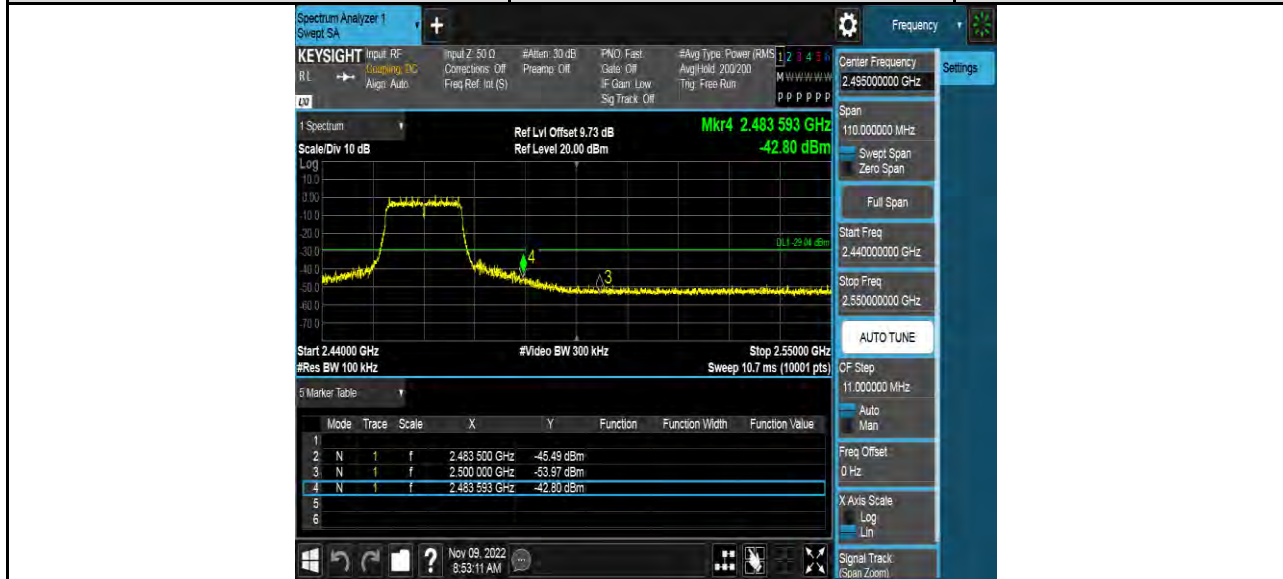 Spectrum Analyzer 1
Swept SA
+
Frequency
KEYSIGHT Input: RF
RL
Coupling: DC
Align: Auto
Input Z: 50 Ω
Corrections: Off
Freq Ref: Int (S)
#Atten: 30 dB
Preamp: Off
PNO: Fast
Gate: Off
IF Gain: Low
Sig Track: Off
#Avg Type: Power (RMS
Avg|Hold: 200/200
Trig: Free Run
1 2 3 4 5 6
M W W W W W
P P P P P P
LXI
1 Spectrum
Scale/Div 10 dB
Ref Lvl Offset 9.73 dB
Ref Level 20.00 dBm
Mkr4 2.483 593 GHz
-42.80 dBm
Log
10.0
0.00
-10.0
-20.0
-30.0
-40.0
-50.0
-60.0
-70.0
DL1 -29.04 dBm
4
3
Start 2.44000 GHz
#Video BW 300 kHz
Stop 2.55000 GHz
#Res BW 100 kHz
Sweep 10.7 ms (10001 pts)
5 Marker Table
Mode Trace Scale X Y Function Function Width Function Value
1
2 N 1 f 2.483 500 GHz -45.49 dBm
3 N 1 f 2.500 000 GHz -53.97 dBm
4 N 1 f 2.483 593 GHz -42.80 dBm
5
6
?
Nov 09, 2022
8:53:11 AM
Settings
Center Frequency
2.495000000 GHz
Span
110.000000 MHz
Swept Span
Zero Span
Full Span
Start Freq
2.440000000 GHz
Stop Freq
2.550000000 GHz
AUTO TUNE
CF Step
11.000000 MHz
Auto
Man
Freq Offset
0 Hz
X Axis Scale
Log
Lin
Signal Track
(Span Zoom)